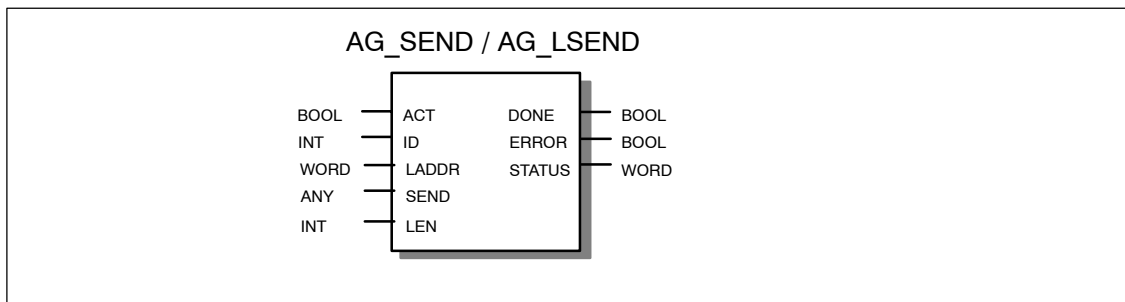 AG_SEND / AG_LSEND
BOOL ACT DONE BOOL
INT ID ERROR BOOL
WORD LADDR STATUS WORD
ANY SEND
INT LEN